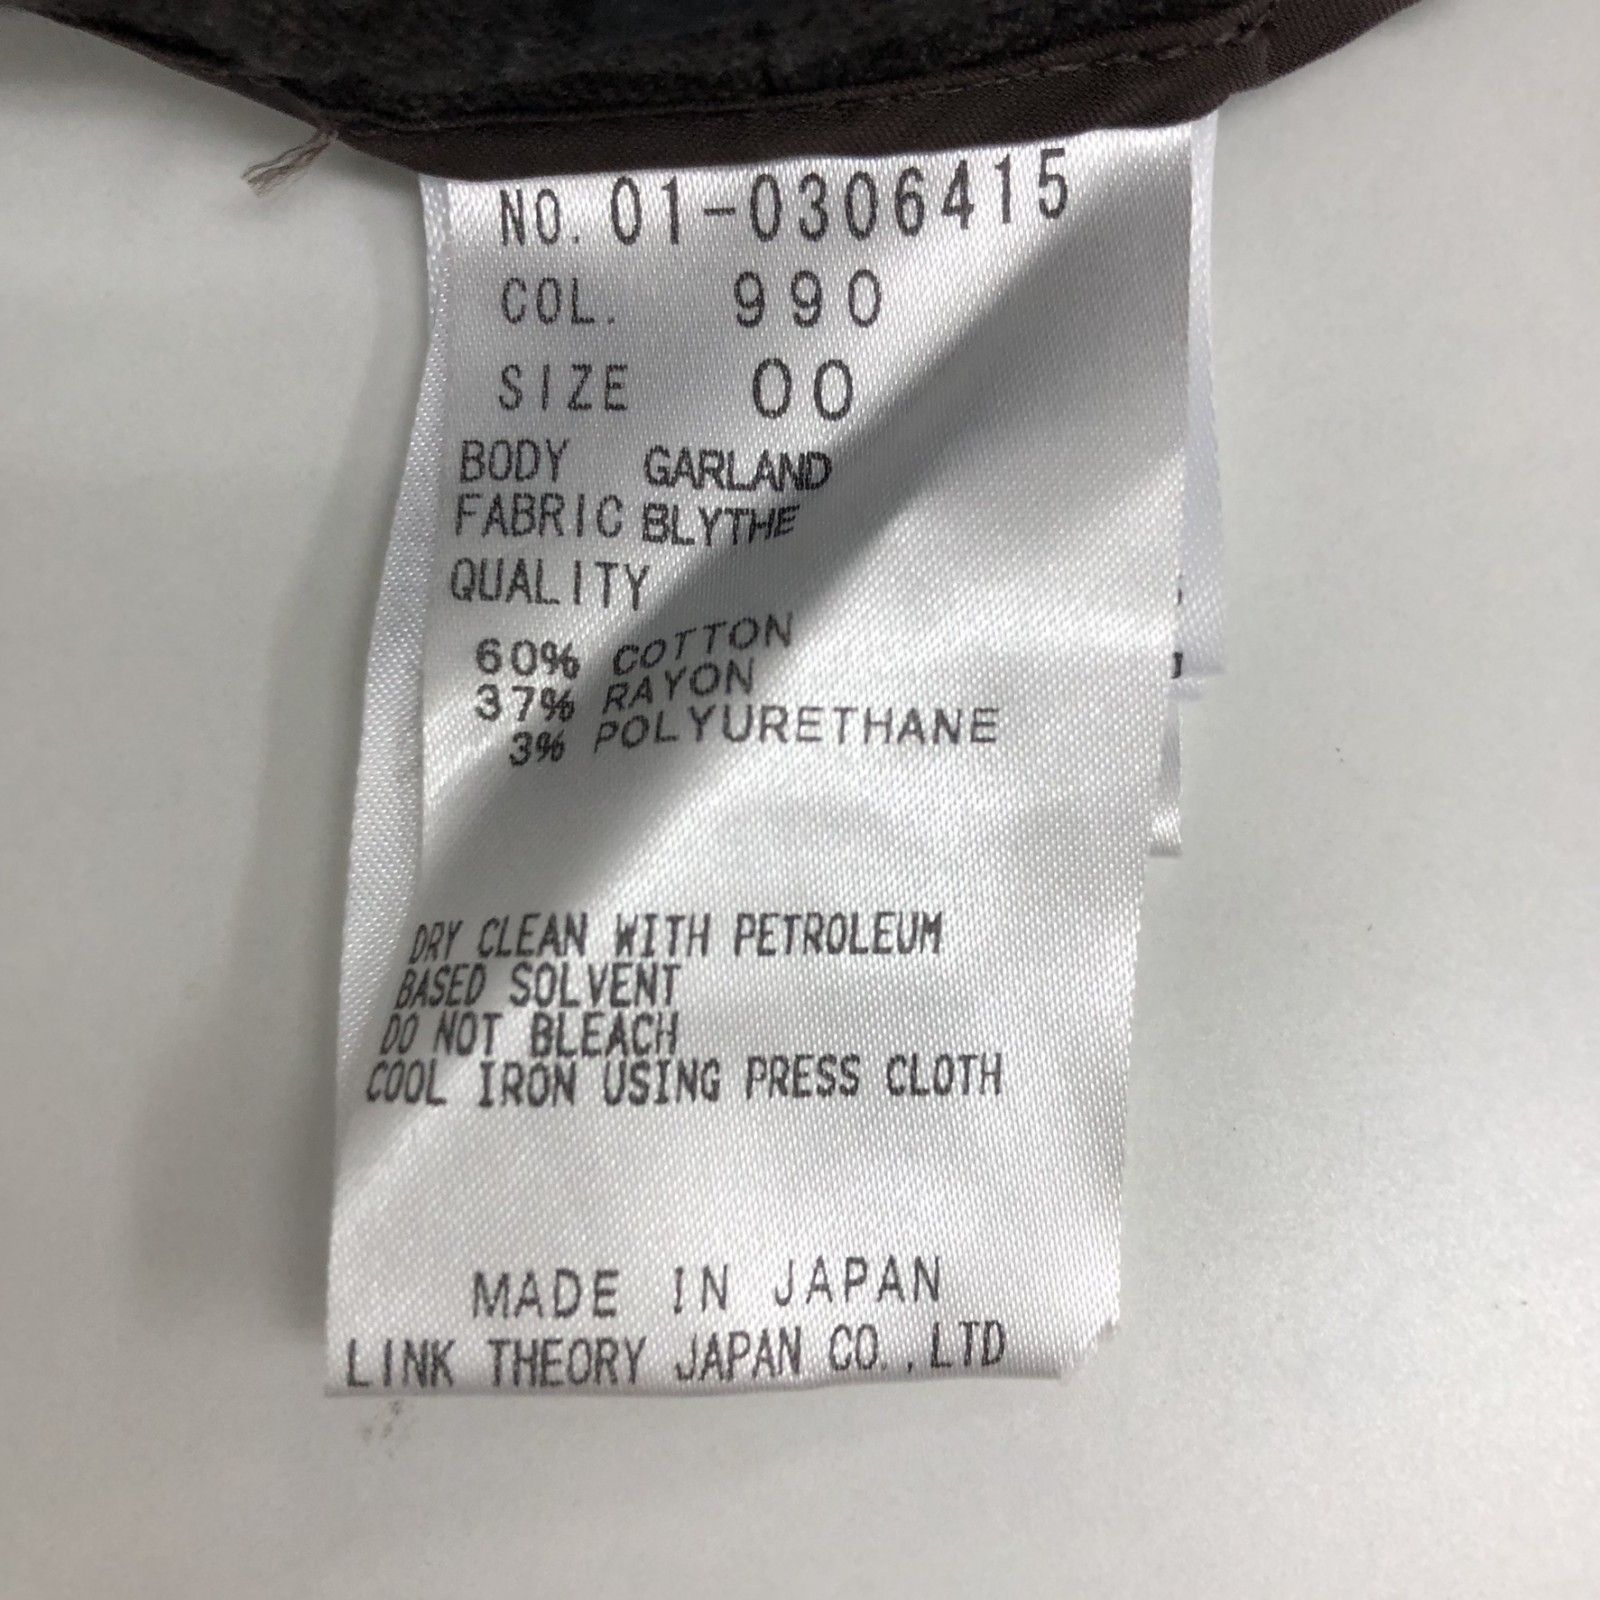 NO. 01-0306415
COL. 990
SIZE 00
BODY GARLAND
FABRIC BLYTHE
QUALITY
60% COTTON
37% RAYON
3% POLYURETHANE
DRY CLEAN WITH PETROLEUM
BASED SOLVENT
DO NOT BLEACH
COOL IRON USING PRESS CLOTH
MADE IN JAPAN
LINK THEORY JAPAN CO.,LTD